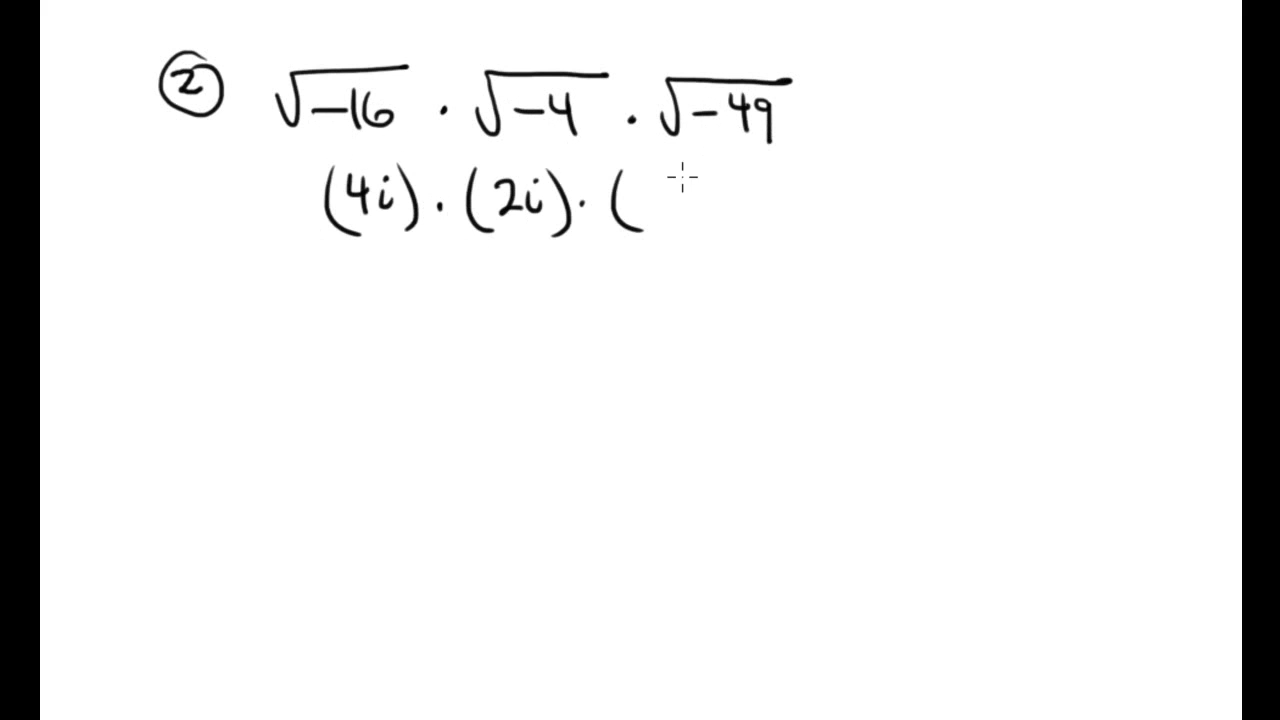 ② √-16 · √-4 · √-49
(4i) · (2i) · (